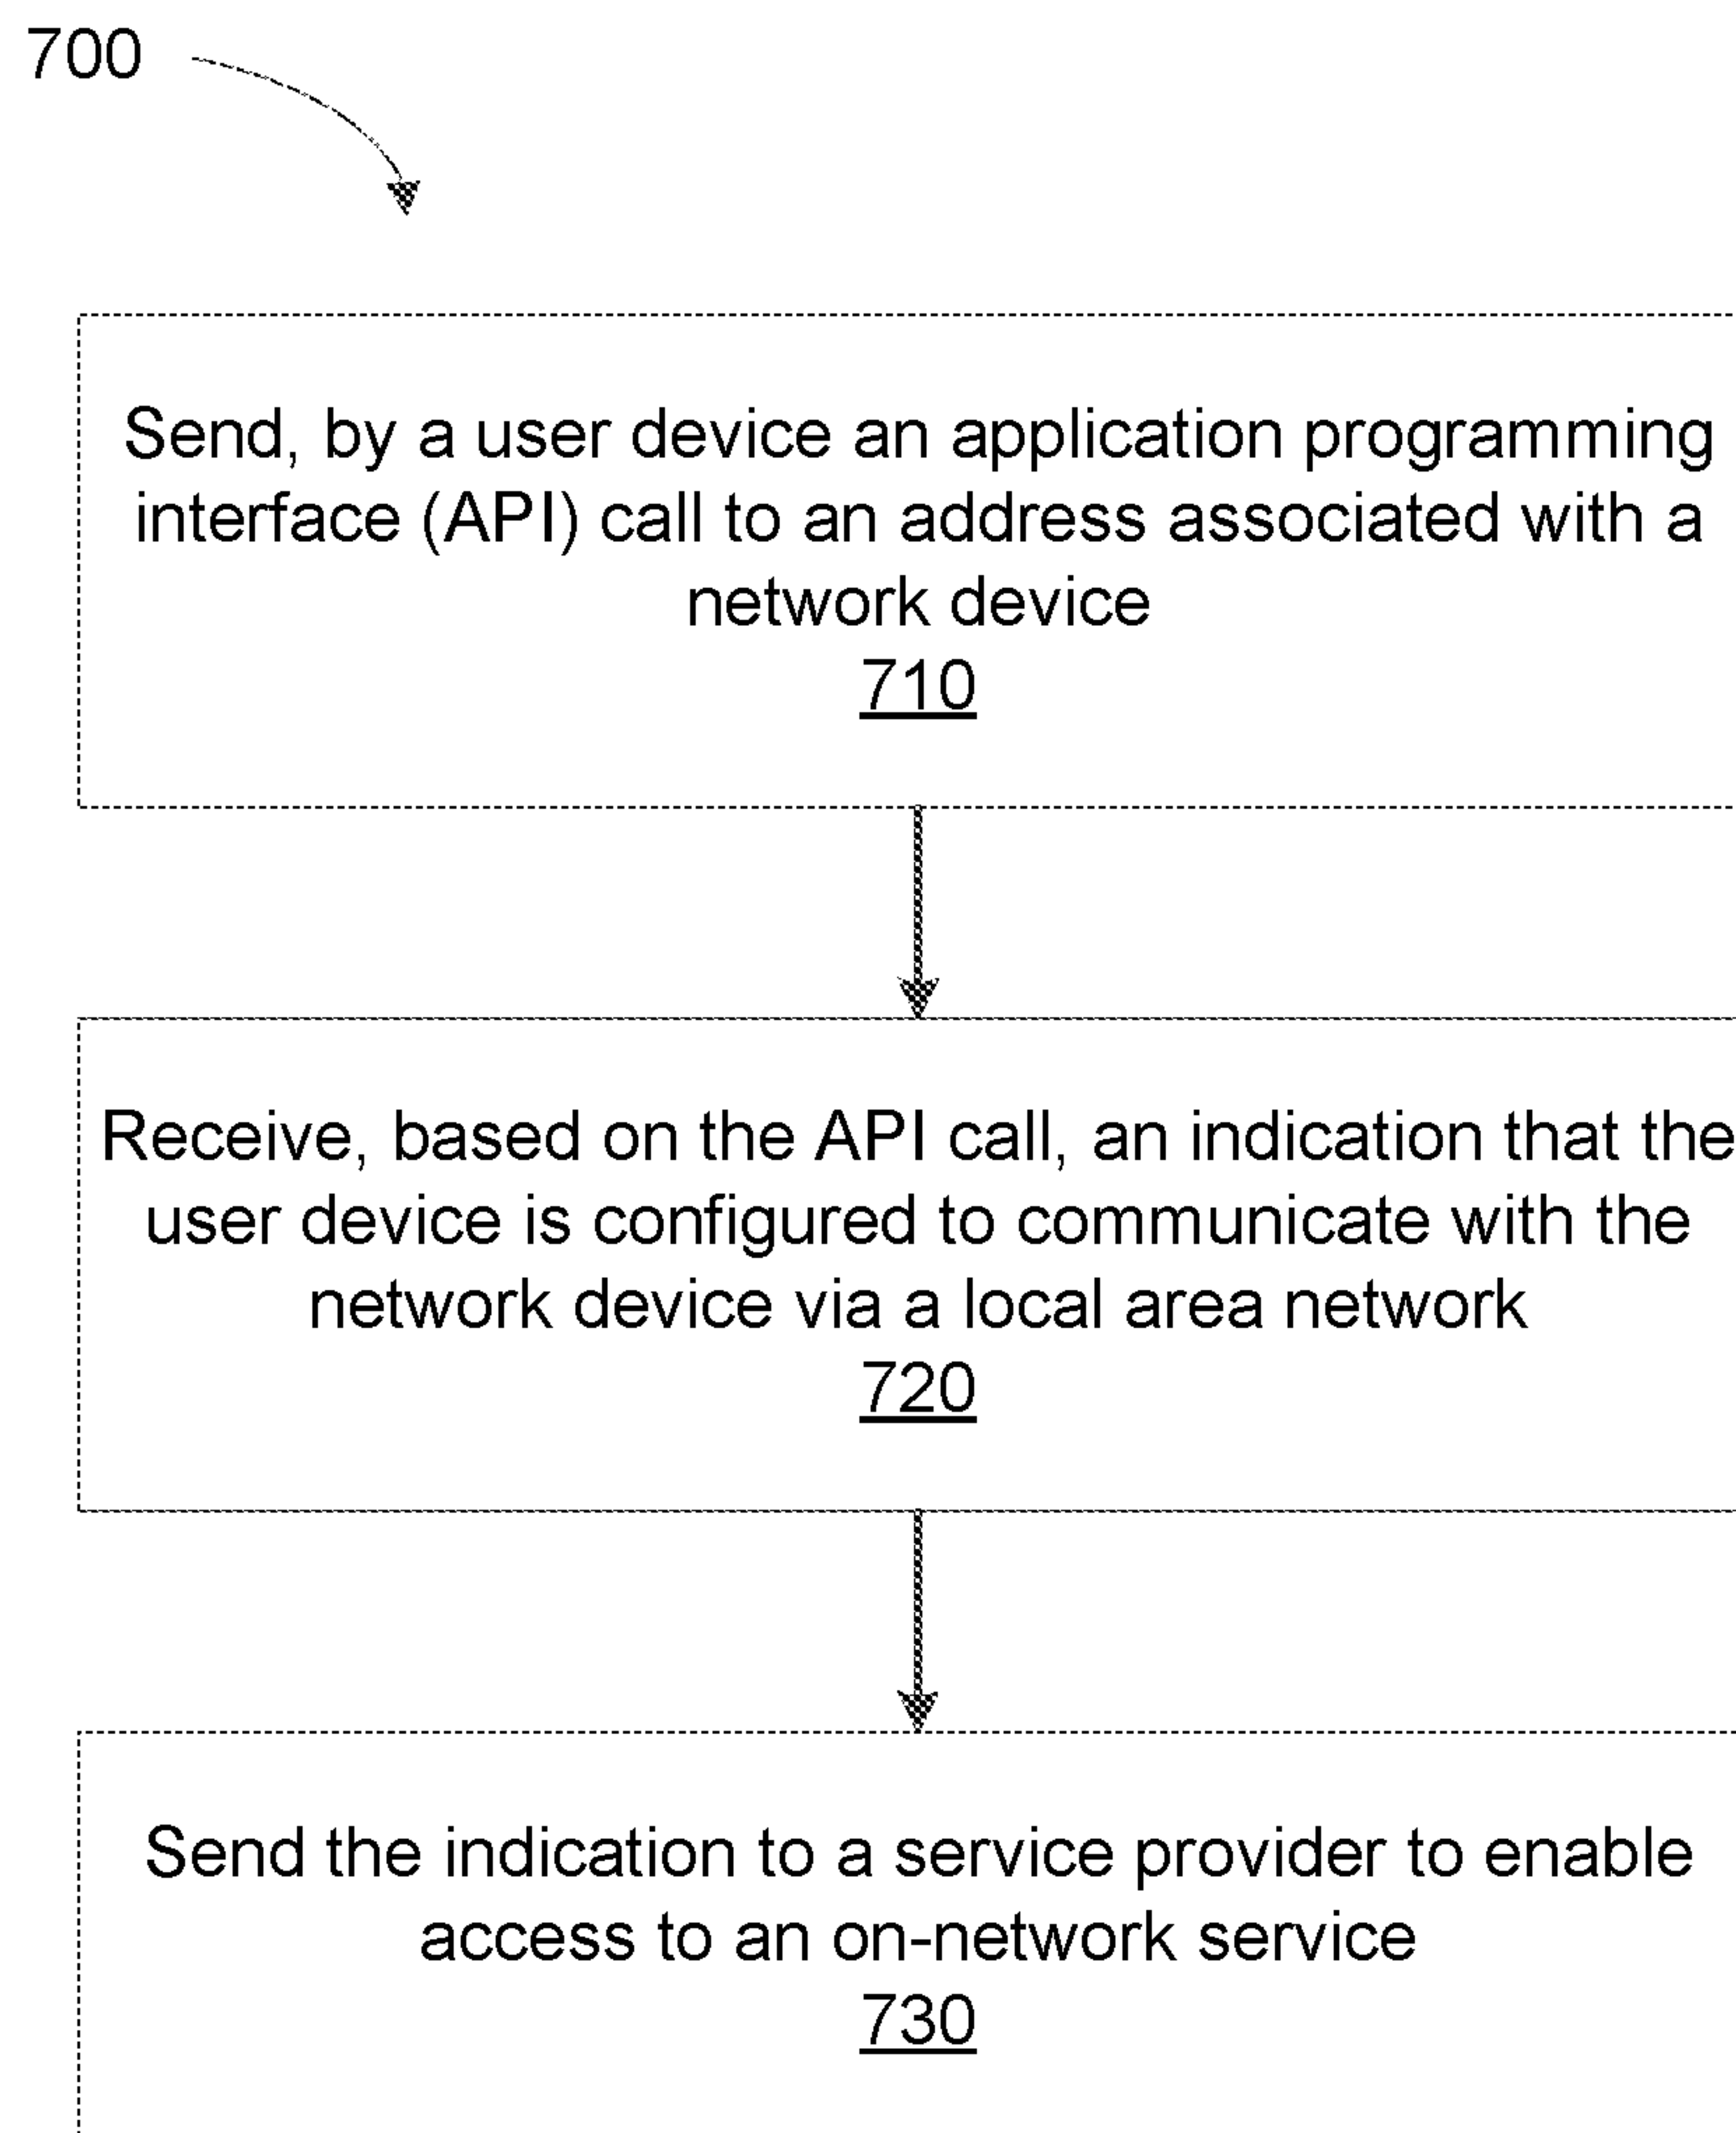 700
Send, by a user device an application programming
interface (API) call to an address associated with a
network device
710
Receive, based on the API call, an indication that the
user device is configured to communicate with the
network device via a local area network
720
Send the indication to a service provider to enable
access to an on-network service
730